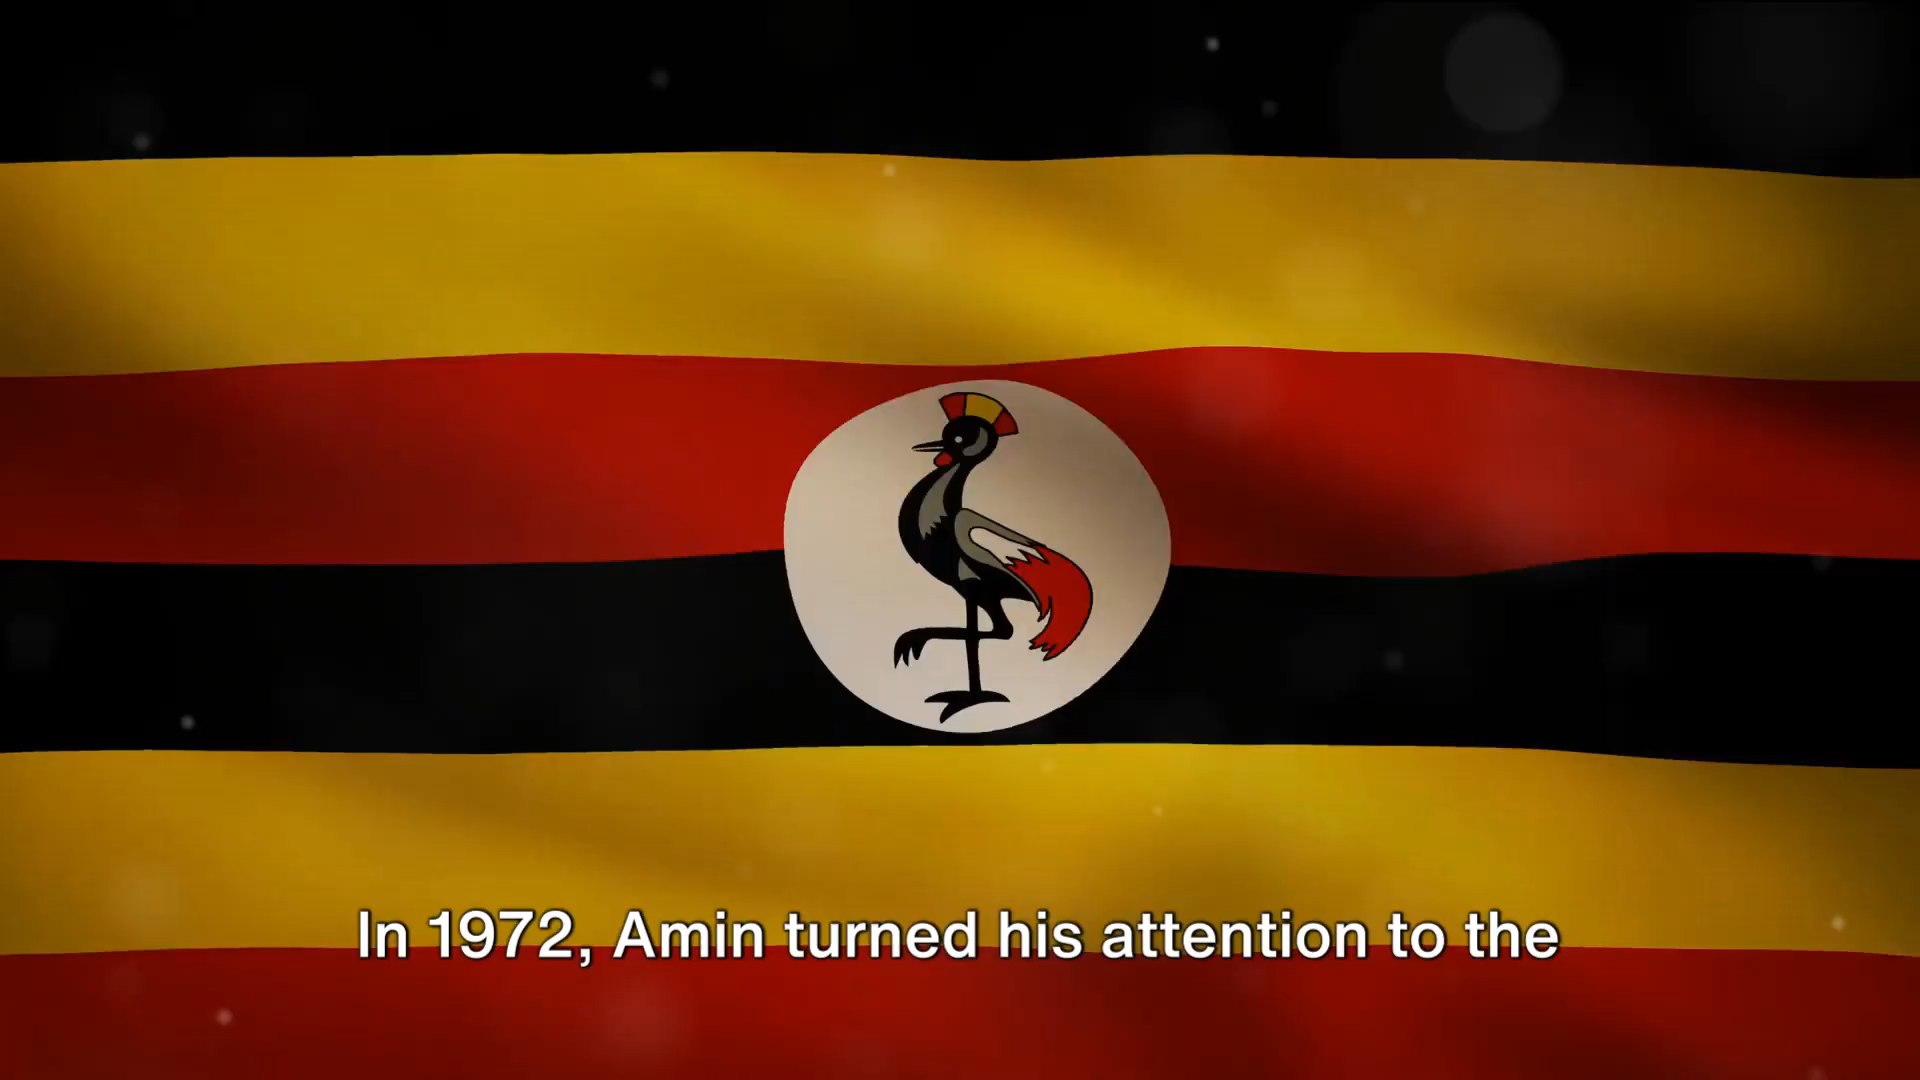 In 1972, Amin turned his attention to the